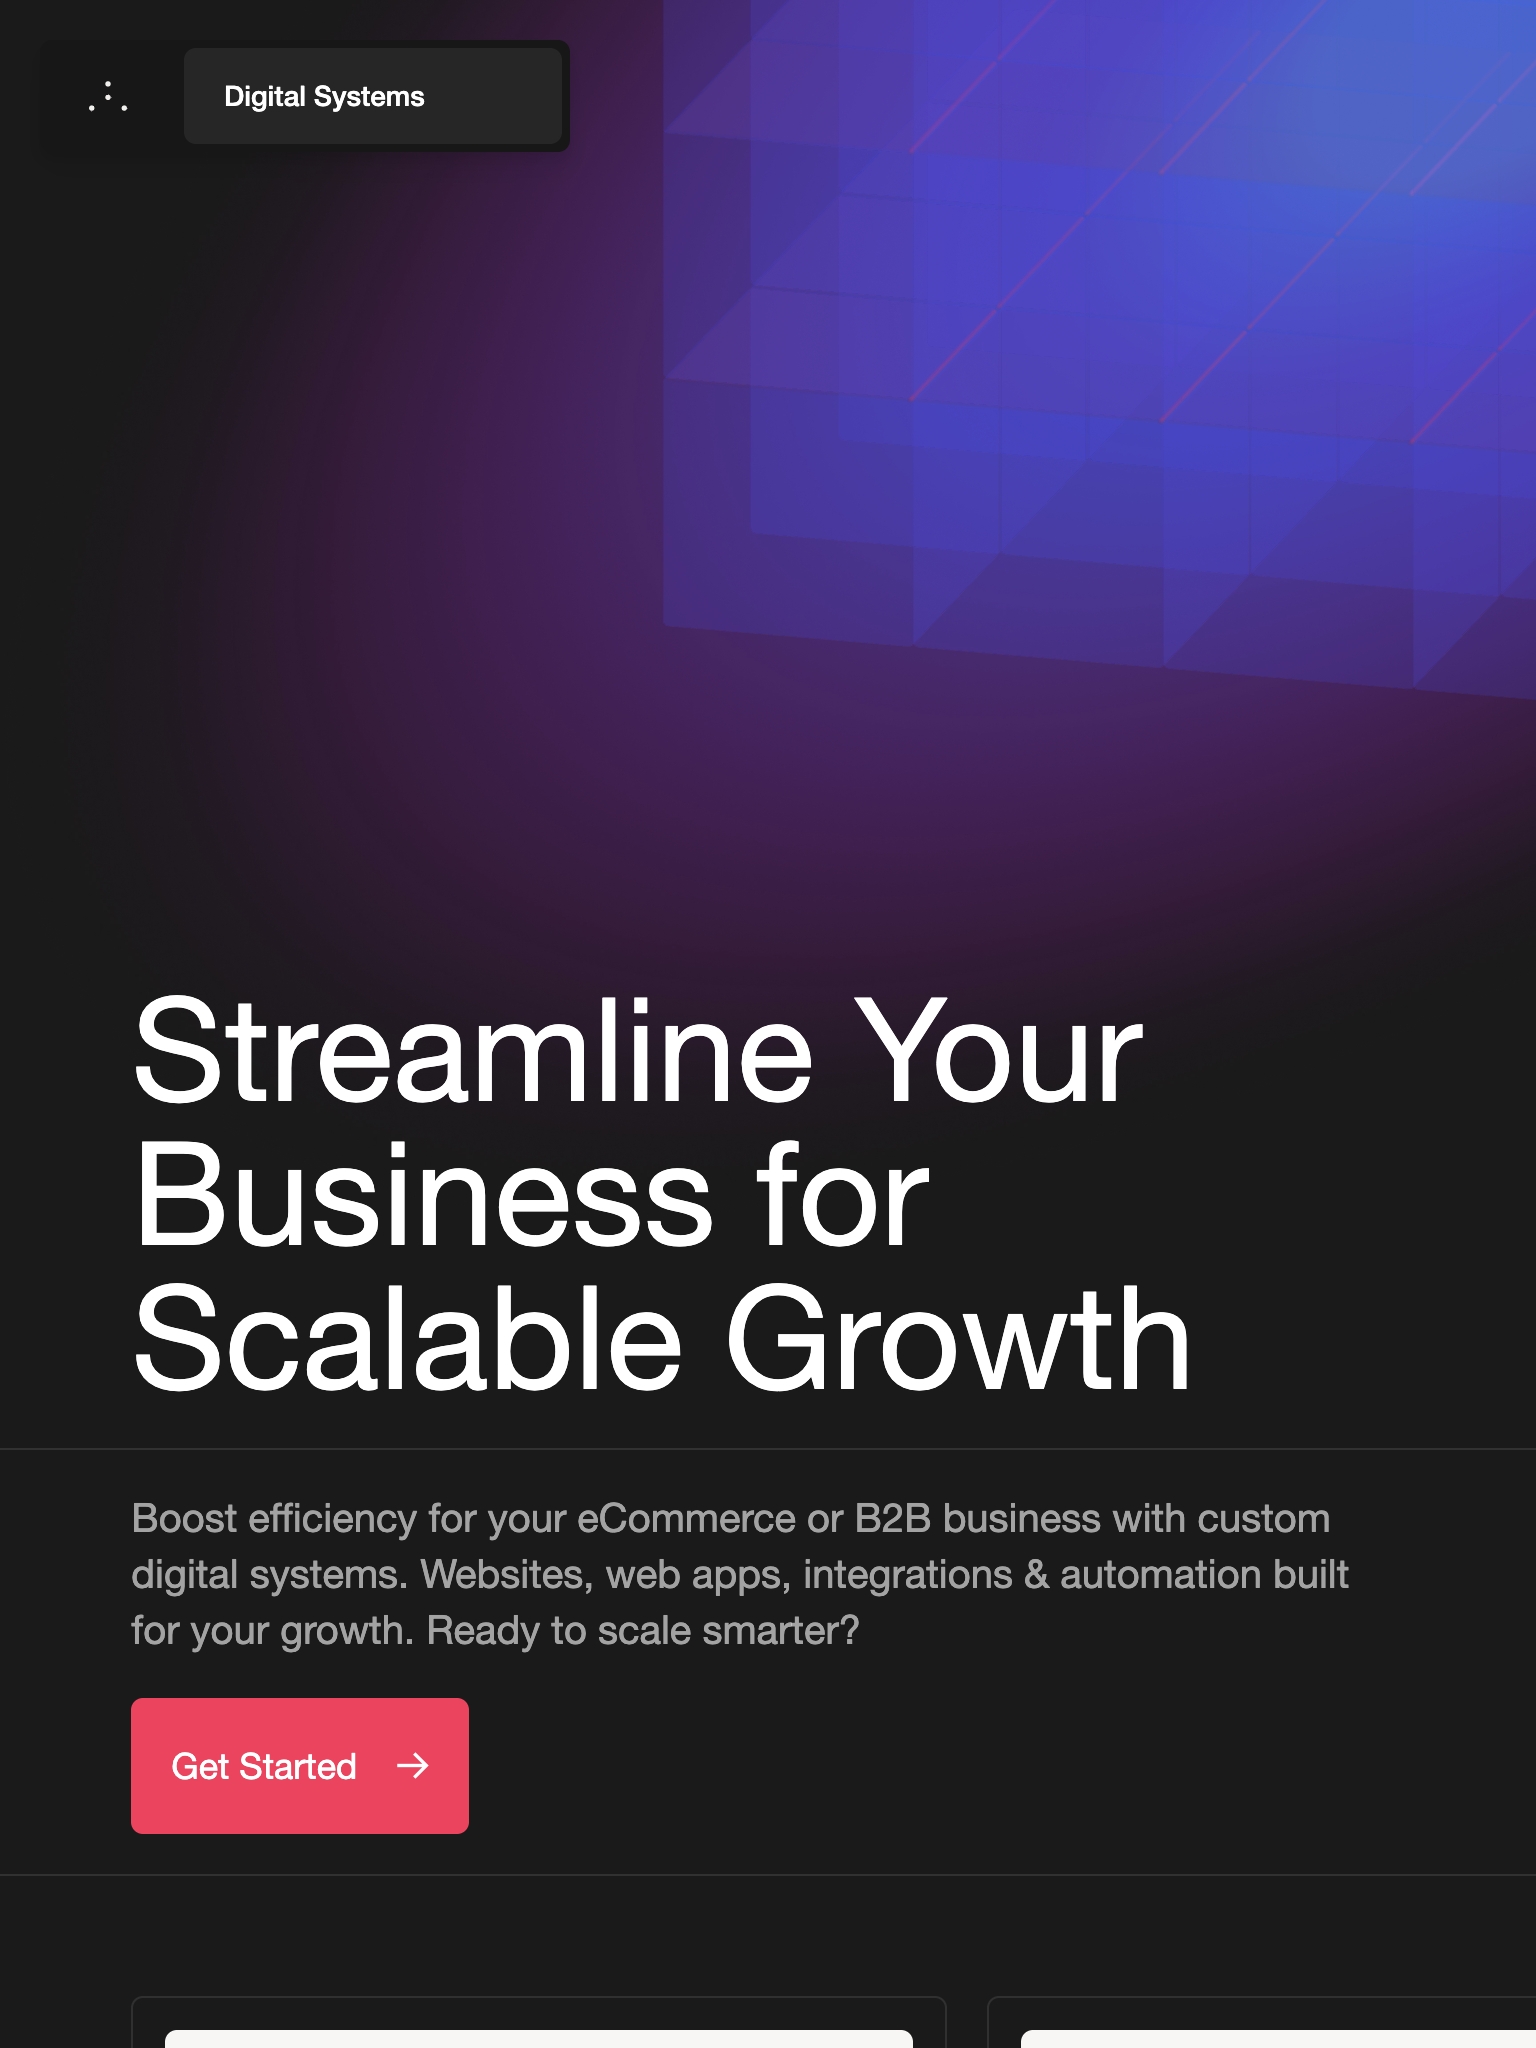 Digital Systems
Streamline Your
Business for
Scalable Growth
Boost efficiency for your eCommerce or B2B business with custom
digital systems. Websites, web apps, integrations & automation built
for your growth. Ready to scale smarter?
Get Started